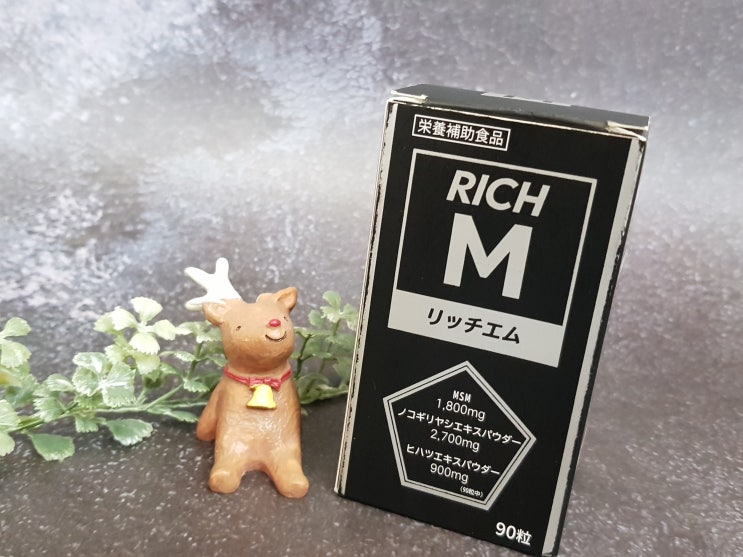 栄養補助食品
RICH
M
リッチエム
MSM
1,800mg
ノコギリヤシエキスパウダー
2,700mg
ヒハツエキスパウダー
900mg
(90粒中)
90粒